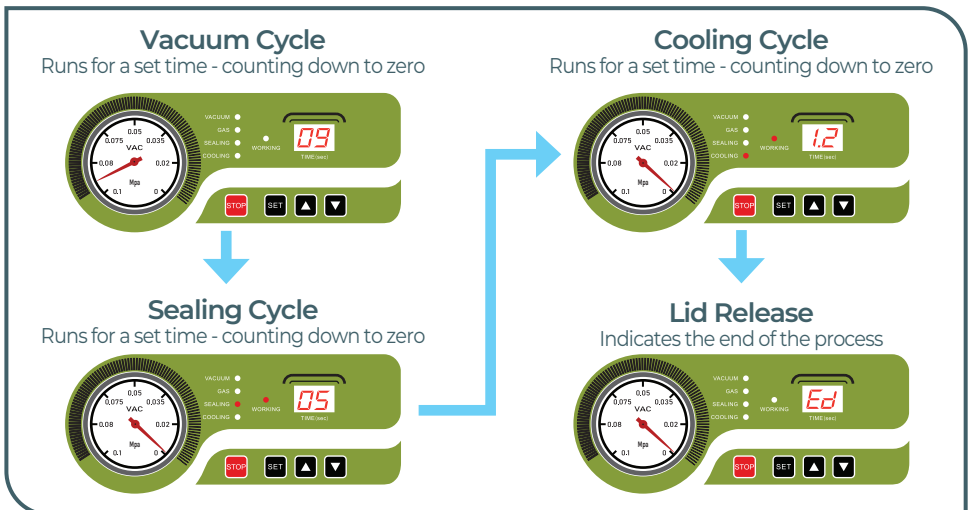 Vacuum Cycle
Runs for a set time - counting down to zero
VACUUM
GAS
SEALING
COOLING
WORKING
09
TIME(sec)
0.05
0.075
0.035
VAC
0.08
0.02
Mpa
0.1
0
STOP
SET
Sealing Cycle
Runs for a set time - counting down to zero
VACUUM
GAS
SEALING
COOLING
WORKING
05
TIME(sec)
0,05
0,075
0,035
VAC
0.08
0.02
Mpa
0.1
0
STOP
SET
Cooling Cycle
Runs for a set time - counting down to zero
VACUUM
GAS
SEALING
COOLING
WORKING
1.2
TIME(sec)
0.05
0.075
0.035
VAC
0.08
0.02
Mpa
0.1
0
STOP
SET
Lid Release
Indicates the end of the process
VACUUM
GAS
SEALING
COOLING
WORKING
Ed
TIME(sec)
0,05
0,075
0,035
VAC
0.08
0.02
Mpa
0.1
0
STOP
SET